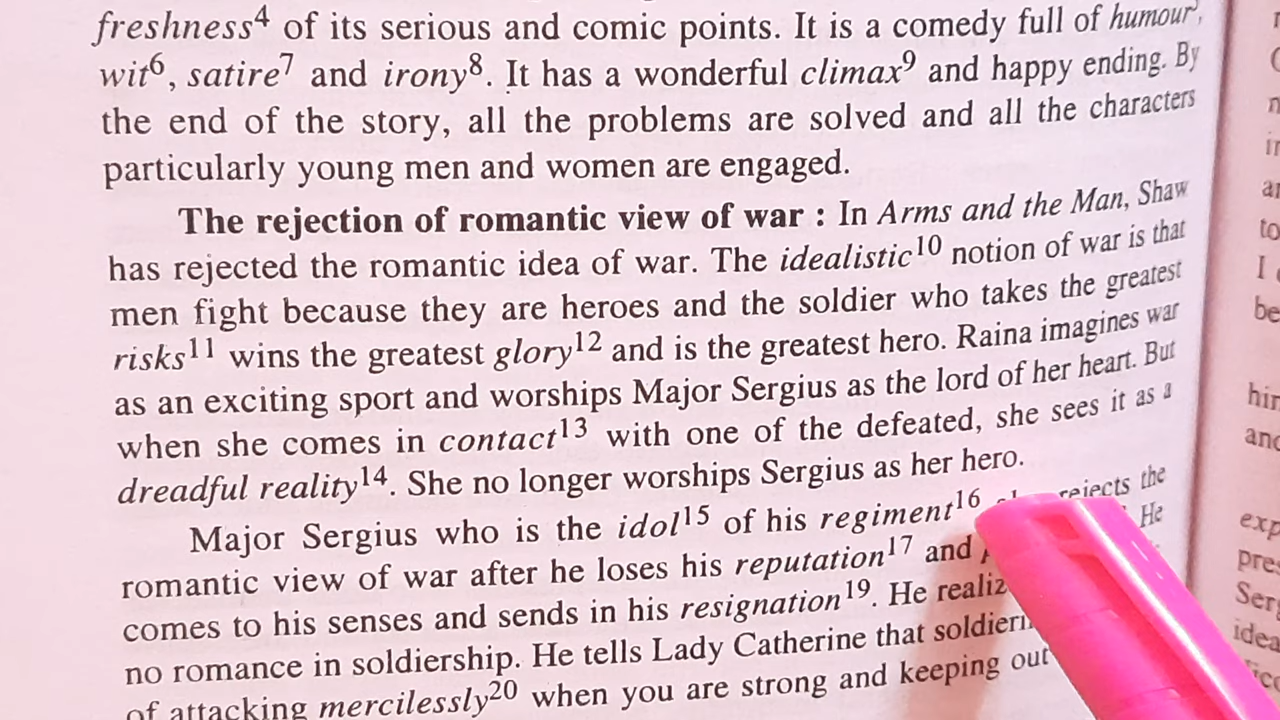 freshness4 of its serious and comic points. It is a comedy full of humour,
wit6, satire7 and irony8. It has a wonderful climax9 and happy ending. By
the end of the story, all the problems are solved and all the characters
particularly young men and women are engaged.
The rejection of romantic view of war : In Arms and the Man, Shaw
has rejected the romantic idea of war. The idealistic10 notion of war is that
men fight because they are heroes and the soldier who takes the greatest
risks11 wins the greatest glory12 and is the greatest hero. Raina imagines war
as an exciting sport and worships Major Sergius as the lord of her heart. But
when she comes in contact13 with one of the defeated, she sees it as a
dreadful reality14. She no longer worships Sergius as her hero.
Major Sergius who is the idol15 of his regiment16 rejects the
romantic view of war after he loses his reputation17 and He
comes to his senses and sends in his resignation19. He
no romance in soldiership. He tells Lady Catherine that
of attacking mercilessly20 when you are strong and keeping out